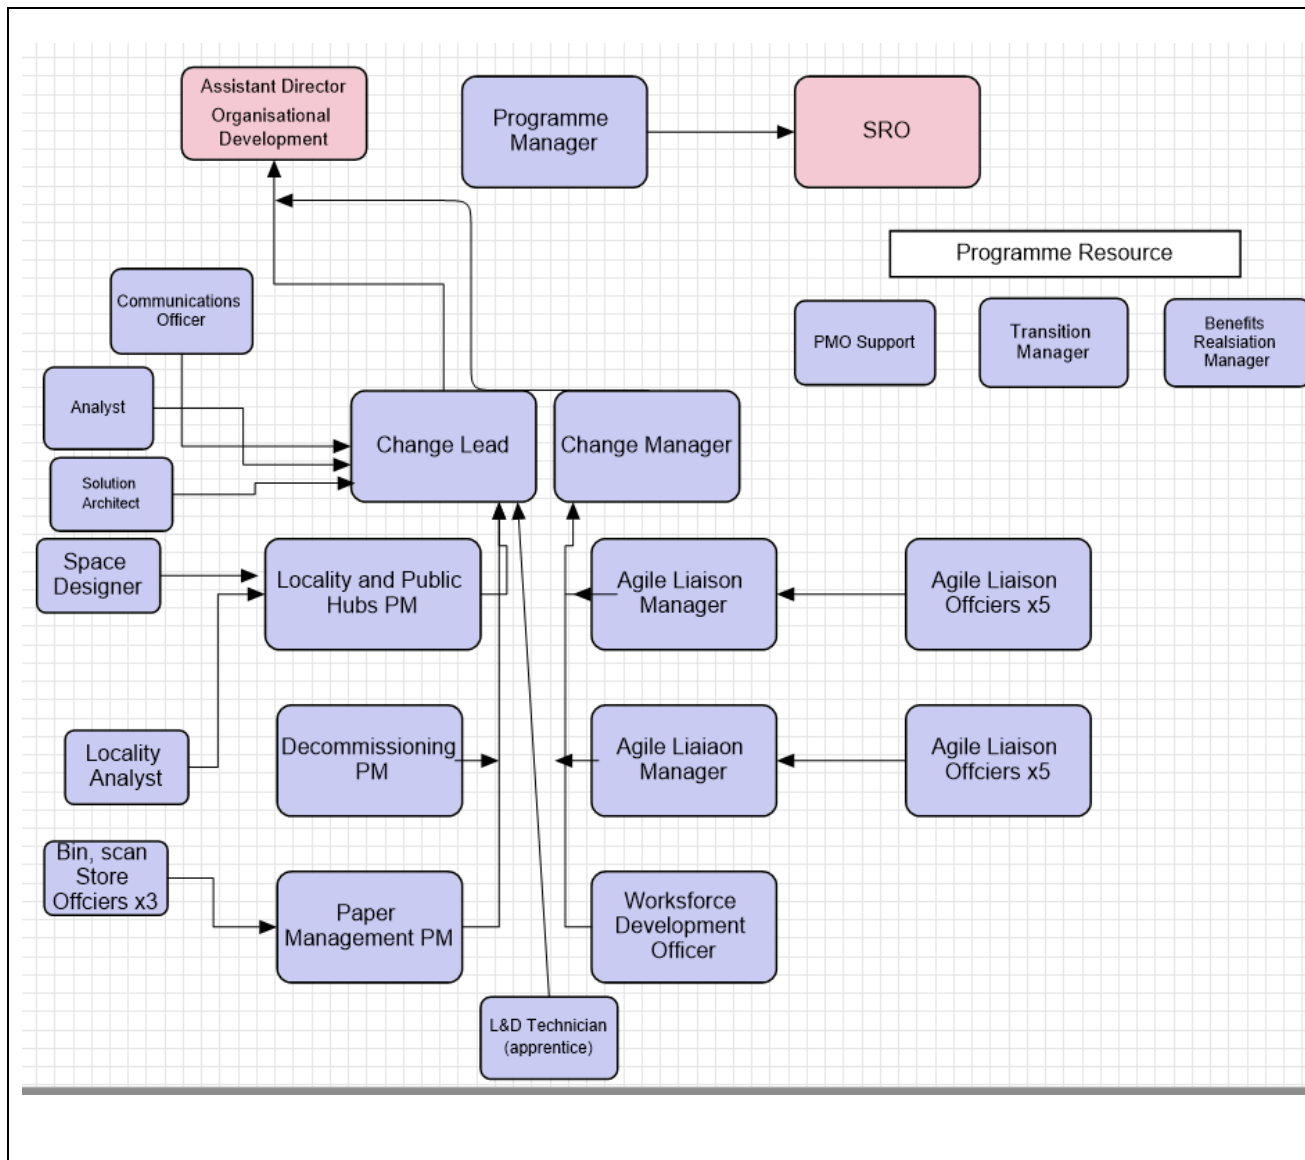 Assistant Director
Organisational
Development
Programme
Manager
SRO
Programme Resource
Communications
Officer
PMO Support
Transition
Manager
Benefits
Realsiation
Manager
Analyst
Change Lead
Change Manager
Solution
Architect
Space
Designer
Locality and Public
Hubs PM
Agile Liaison
Manager
Agile Liaison
Offciers x5
Locality
Analyst
Decommissioning
PM
Agile Liaiaon
Manager
Agile Liaison
Offciers x5
Bin, scan
Store
Offciers x3
Paper
Management PM
Worksforce
Development
Officer
L&D Technician
(apprentice)